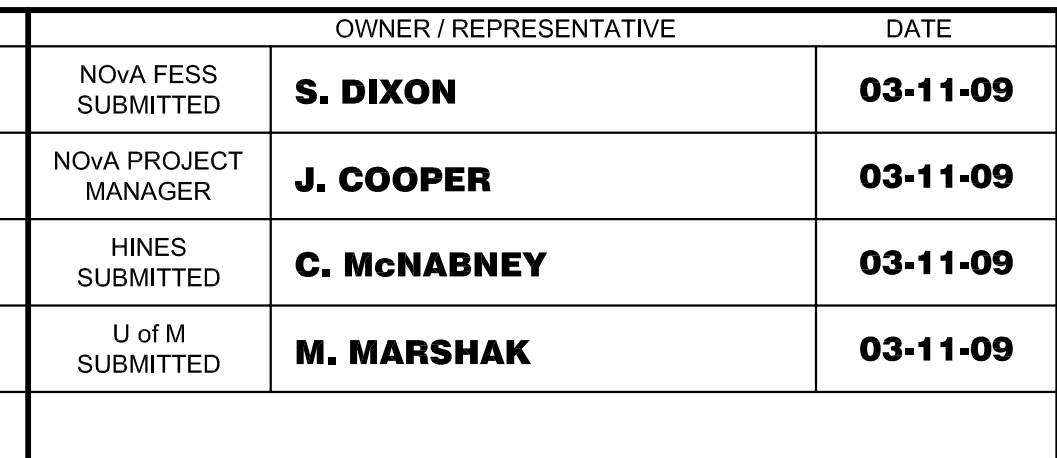 OWNER / REPRESENTATIVE DATE
NOvA FESS
SUBMITTED
S. DIXON 03-11-09
NOvA PROJECT
MANAGER
J. COOPER 03-11-09
HINES
SUBMITTED
C. McNABNEY 03-11-09
U of M
SUBMITTED
M. MARSHAK 03-11-09